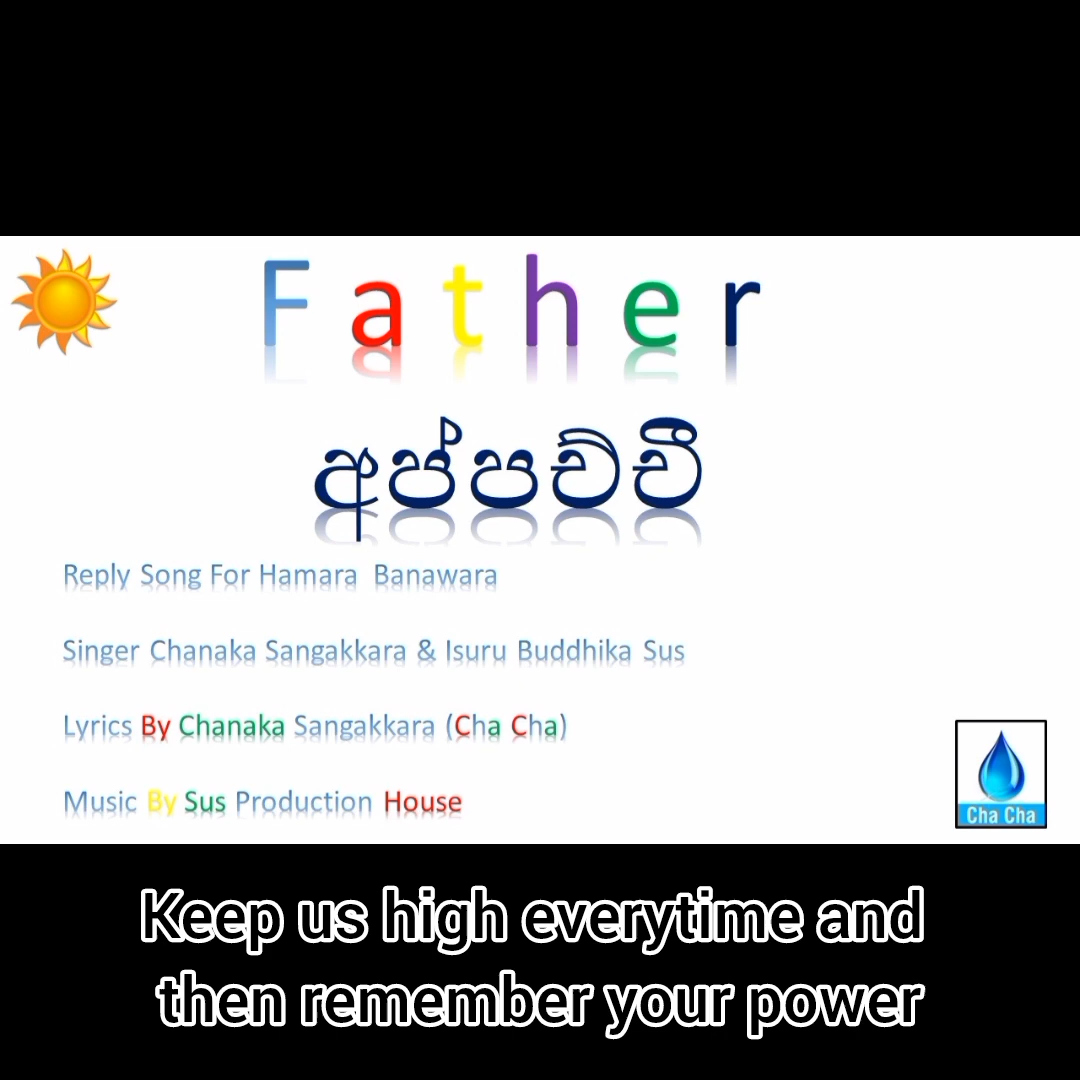 Father
අප්පච්චී
Reply Song For Hamara Banawara
Singer Chanaka Sangakkara & Isuru Buddhika Sus
Lyrics By Chanaka Sangakkara (Cha Cha)
Music By Sus Production House
Cha Cha
Keep us high everytime and
then remember your power